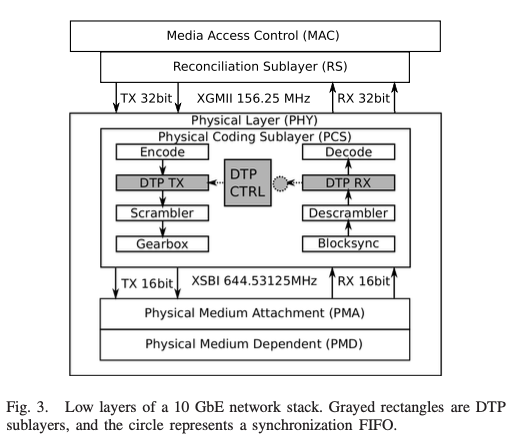 Media Access Control (MAC)
Reconciliation Sublayer (RS)
TX 32bit XGMII 156.25 MHz RX 32bit
Physical Layer (PHY)
Physical Coding Sublayer (PCS)
Encode Decode
DTP TX DTP CTRL DTP RX
Scrambler Descrambler
Gearbox Blocksync
TX 16bit XSBI 644.53125MHz RX 16bit
Physical Medium Attachment (PMA)
Physical Medium Dependent (PMD)
Fig. 3. Low layers of a 10 GbE network stack. Grayed rectangles are DTP
sublayers, and the circle represents a synchronization FIFO.